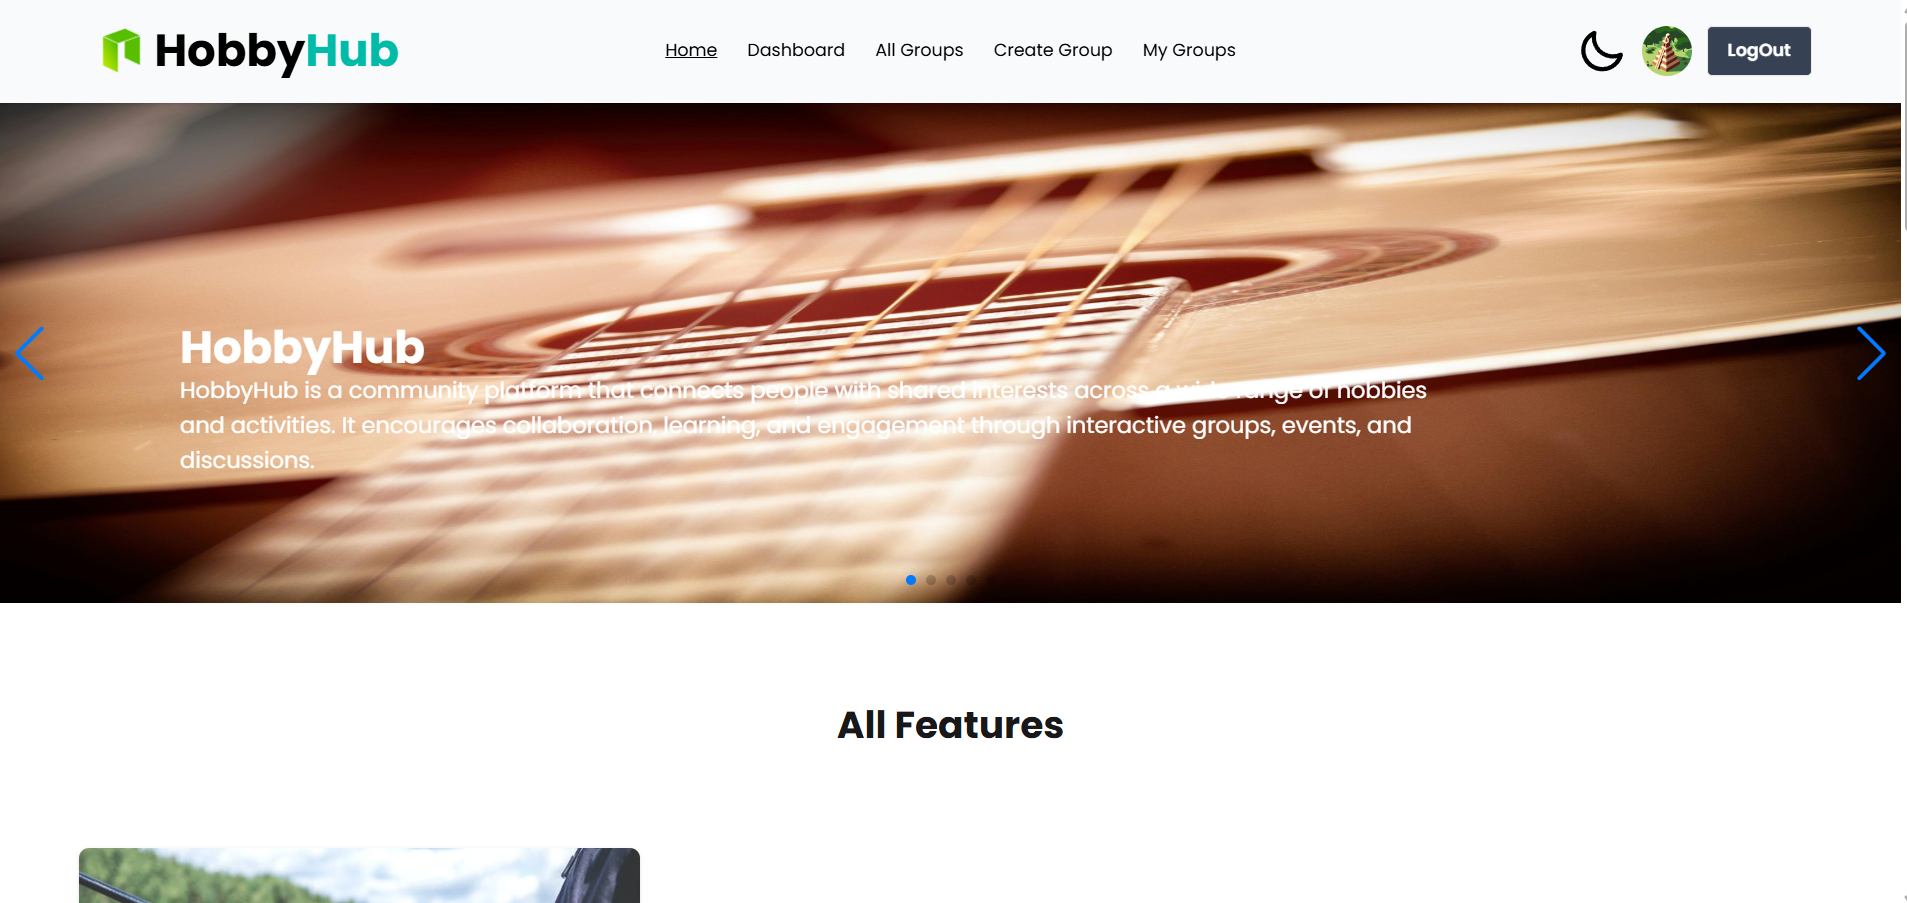 HobbyHub
Home Dashboard All Groups Create Group My Groups
LogOut
HobbyHub
HobbyHub is a community platform that connects people with shared interests across a wide range of hobbies
and activities. It encourages collaboration, learning, and engagement through interactive groups, events, and
discussions.
All Features